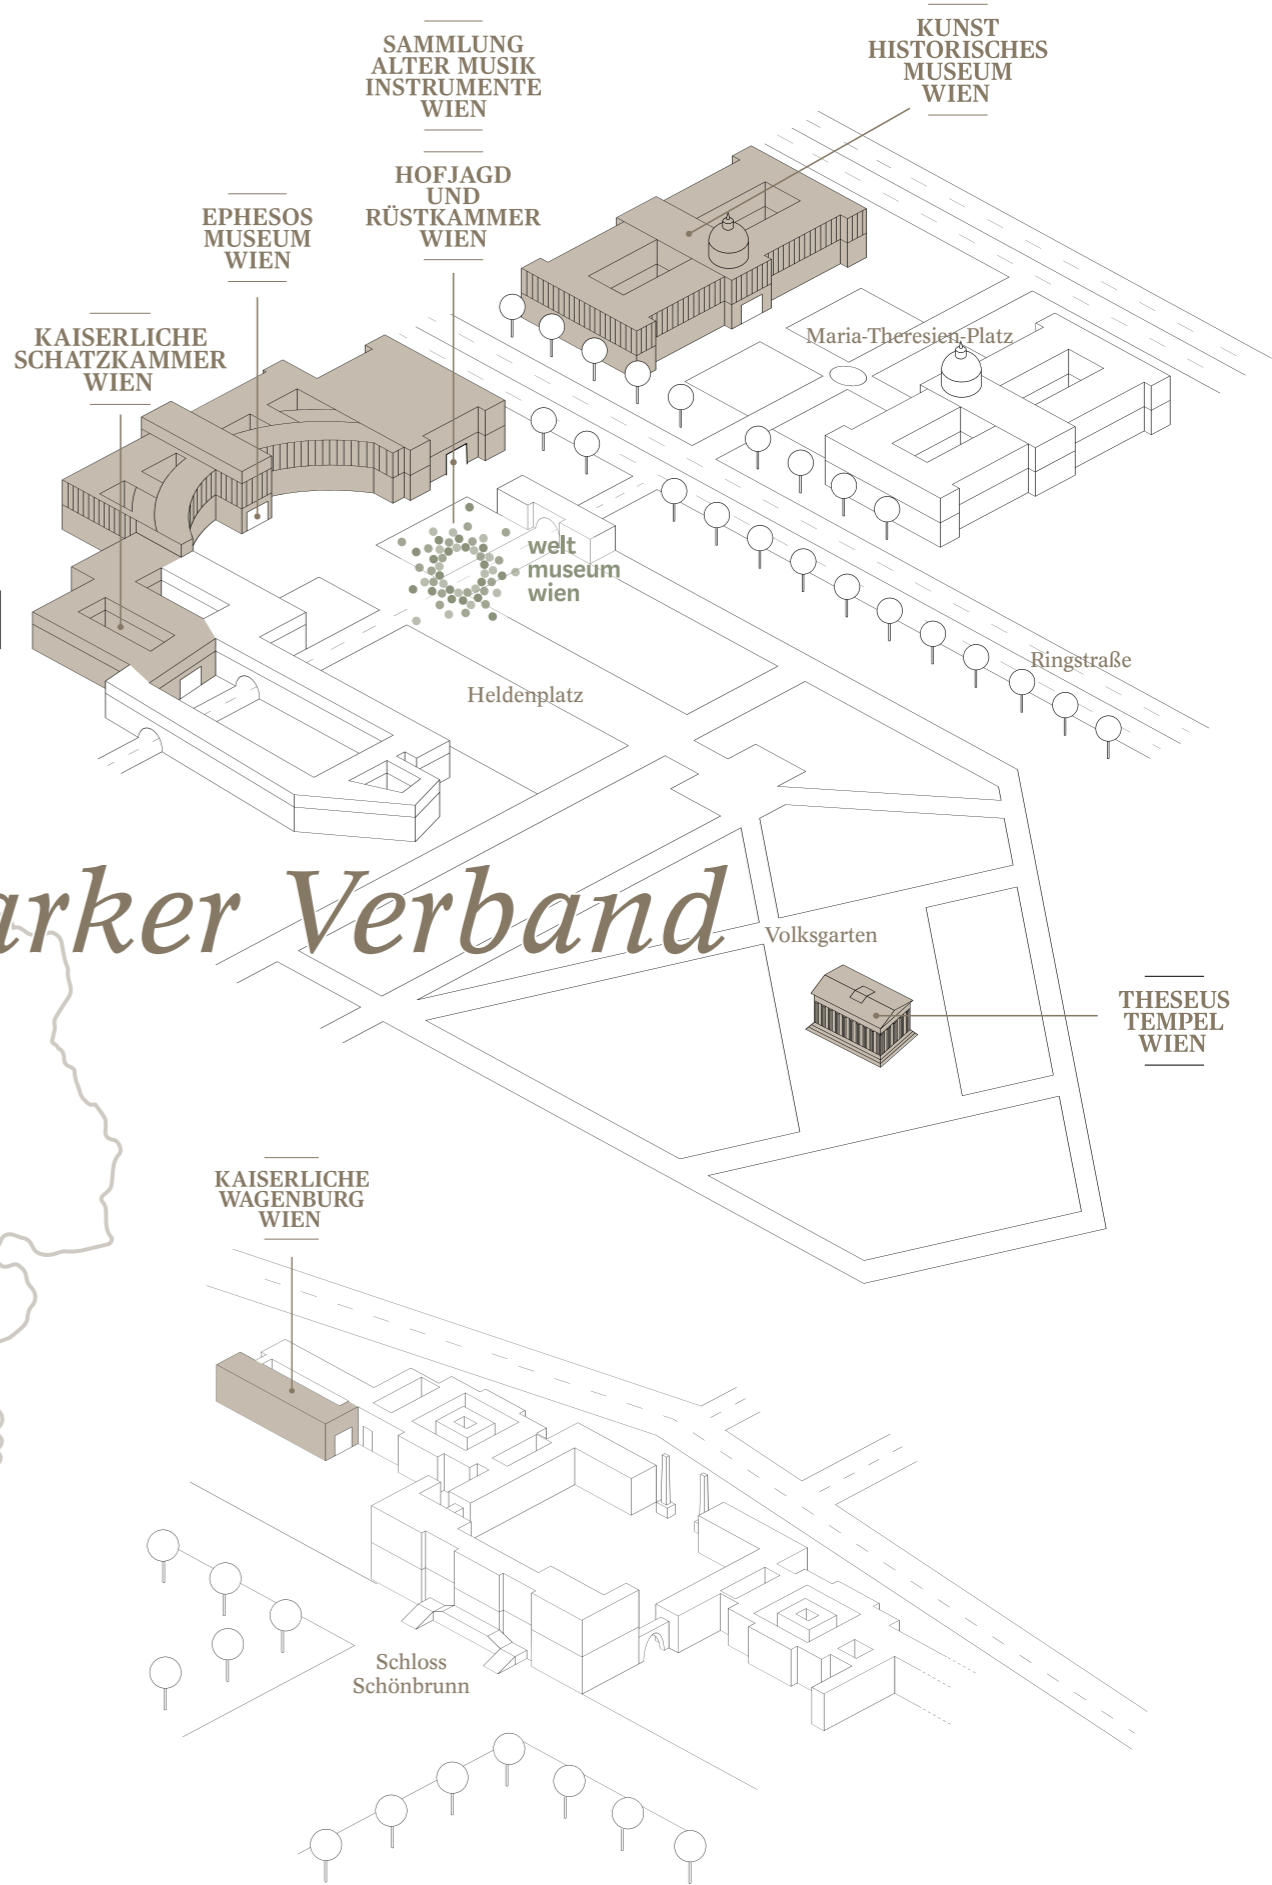 KUNST
HISTORISCHES
MUSEUM
WIEN
SAMMLUNG
ALTER MUSIK
INSTRUMENTE
WIEN
HOFJAGD
UND
RÜSTKAMMER
WIEN
EPHESOS
MUSEUM
WIEN
KAISERLICHE
SCHATZKAMMER
WIEN
Maria-Theresien-Platz
welt
museum
wien
Ringstraße
Heldenplatz
arker Verband
Volksgarten
THESEUS
TEMPEL
WIEN
KAISERLICHE
WAGENBURG
WIEN
Schloss
Schönbrunn